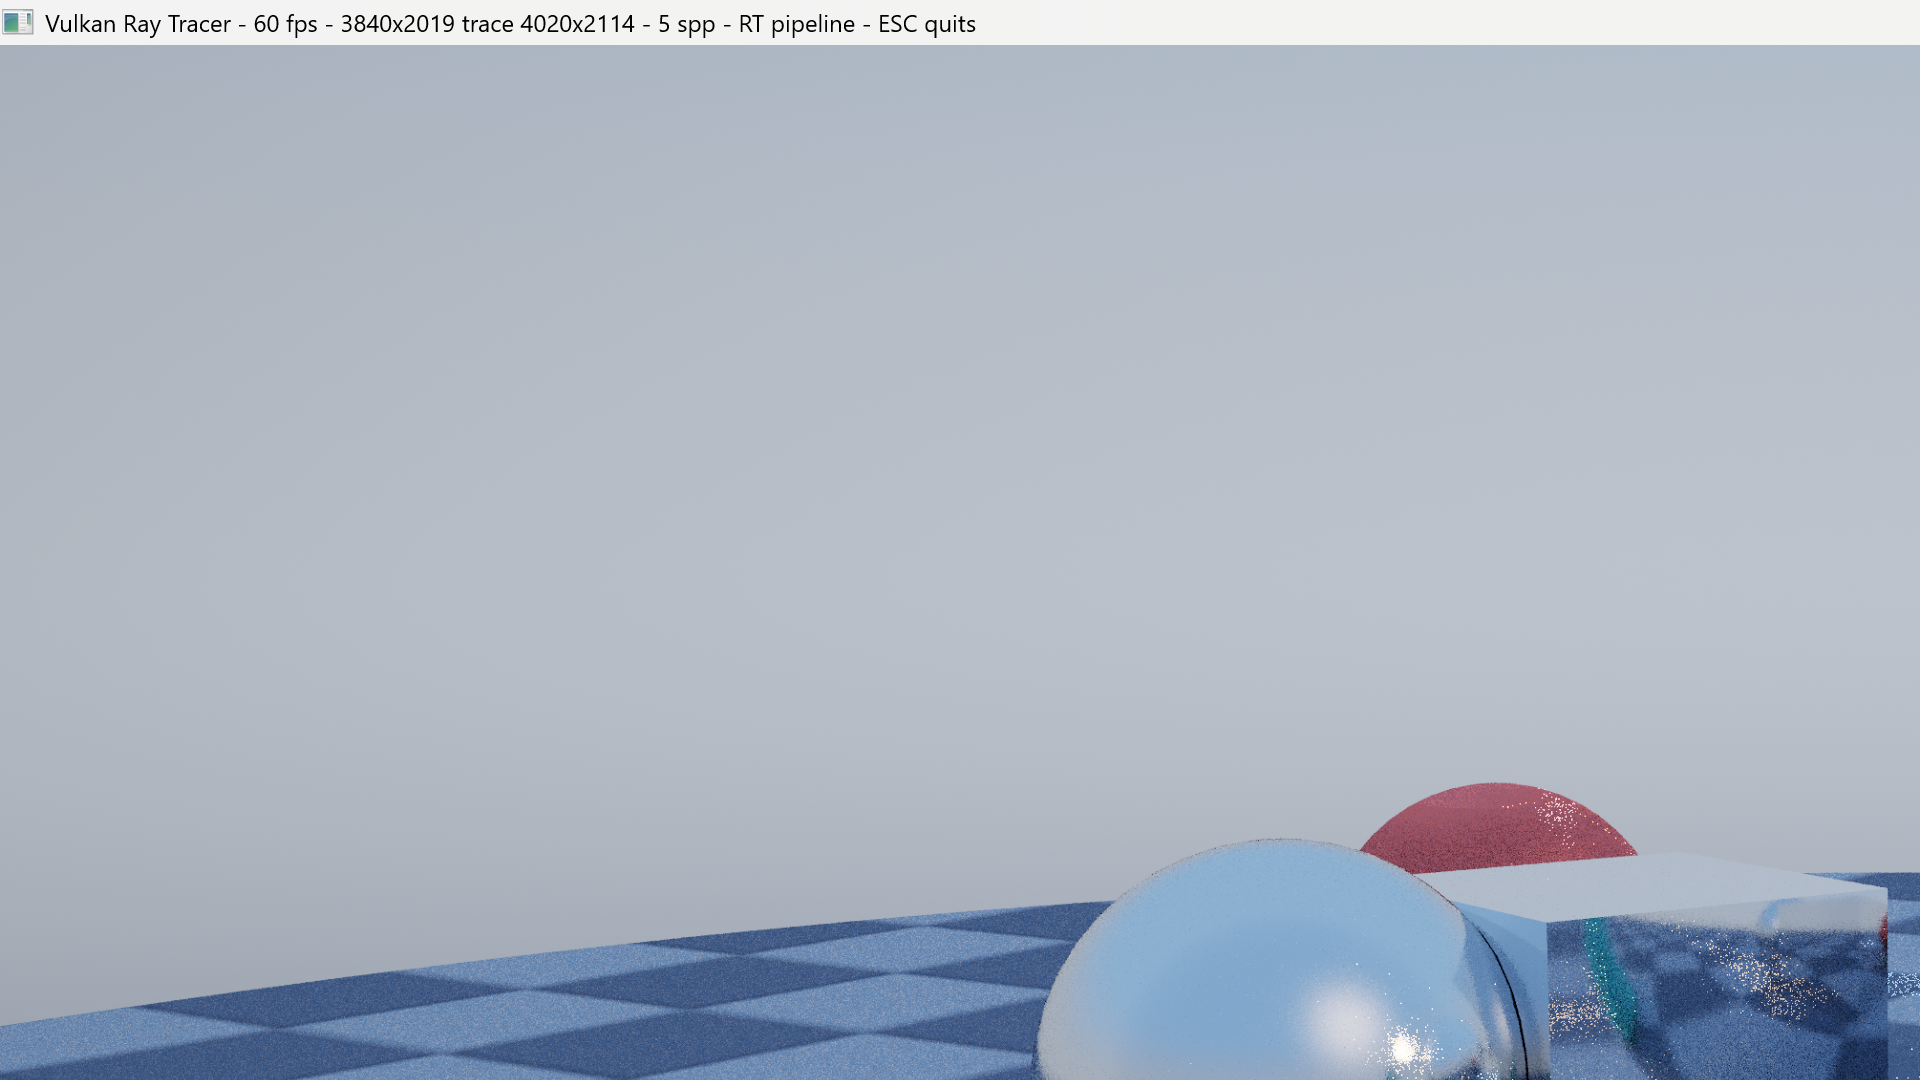 Vulkan Ray Tracer - 60 fps - 3840x2019 trace 4020x2114 - 5 spp - RT pipeline - ESC quits